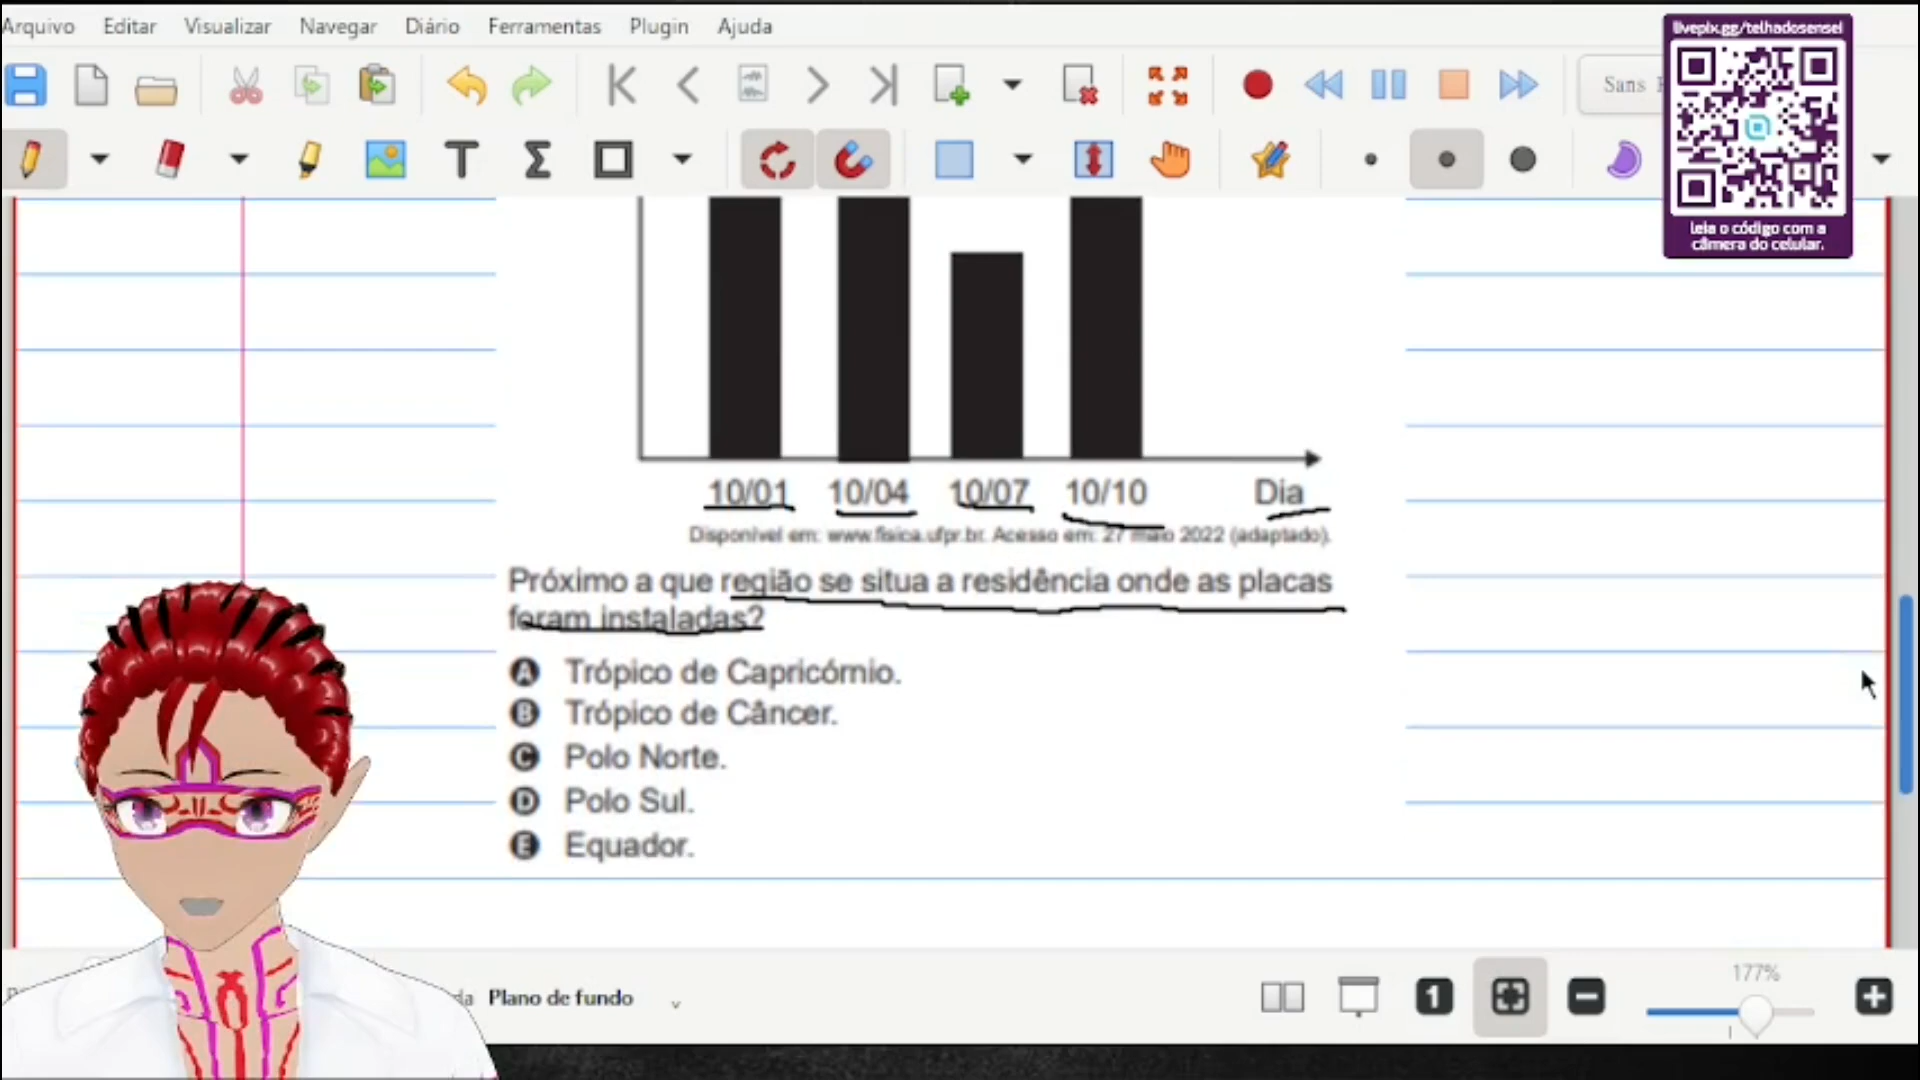 Arquivo Editar Visualizar Navegar Diário Ferramentas Plugin Ajuda
livepix.gg/telhadosensei
Sans
leia o código com a
câmera do celular.
10/01 10/04 10/07 10/10 Dia
Disponível em: www.fisica.ufpr.br. Acesso em: 27 maio 2022 (adaptado).
Próximo a que região se situa a residência onde as placas
foram instaladas?
A Trópico de Capricórnio.
B Trópico de Câncer.
C Polo Norte.
D Polo Sul.
E Equador.
Plano de fundo
1
177%